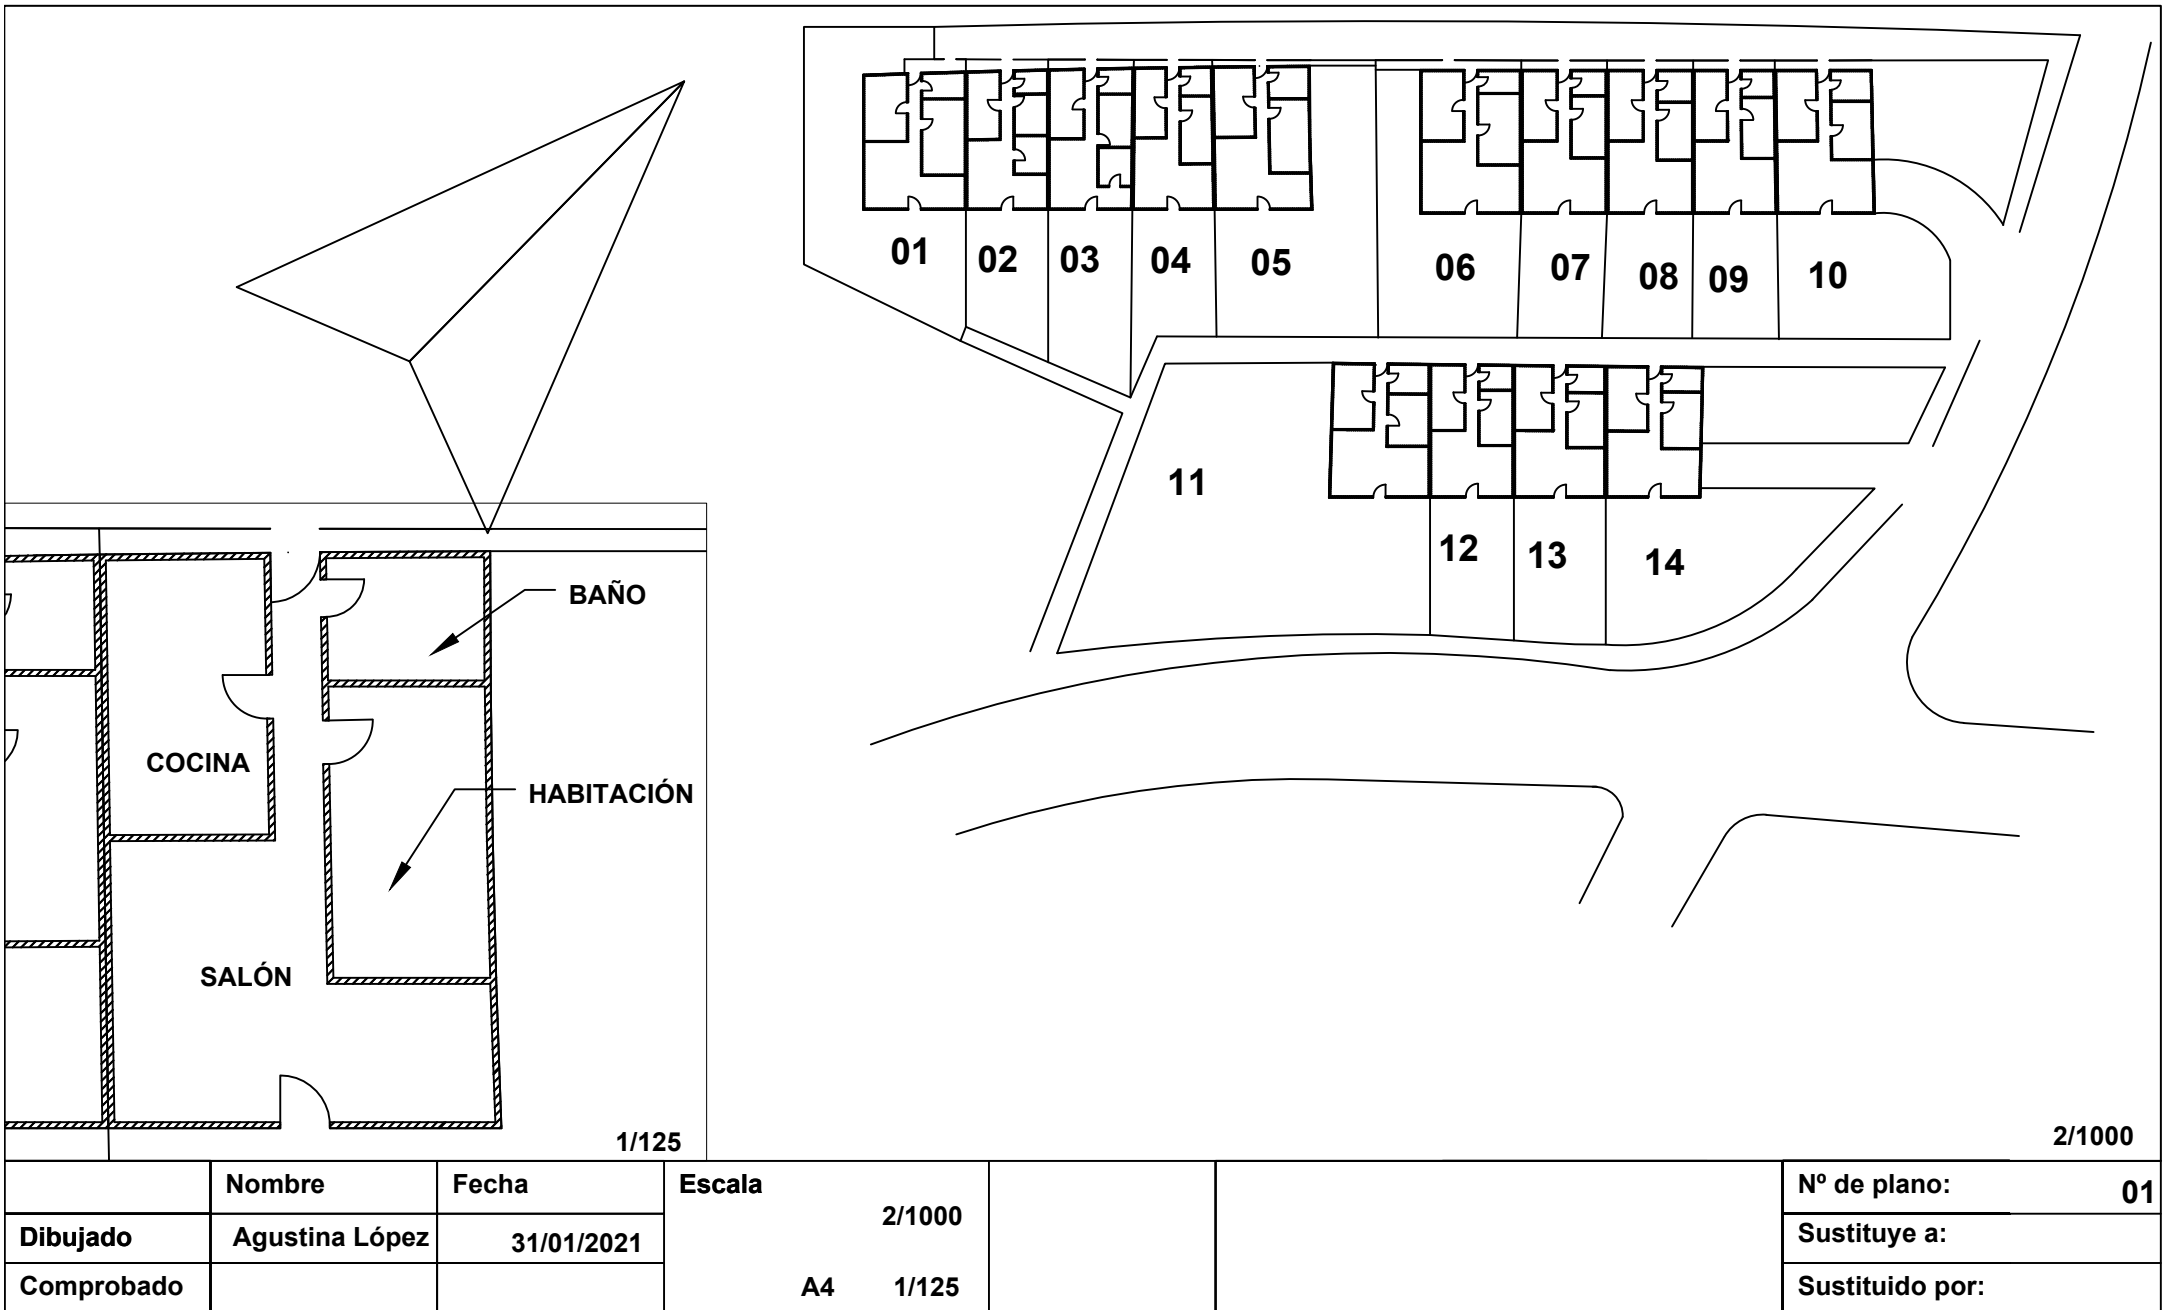 01
02
03
04
05
06
07
08
09
10
11
12
13
14
BAÑO
COCINA
HABITACIÓN
SALÓN
1/125
2/1000
Nombre
Fecha
Escala
Nº de plano:
01
2/1000
Dibujado
Agustina López
31/01/2021
Sustituye a:
Comprobado
A4
1/125
Sustituido por: